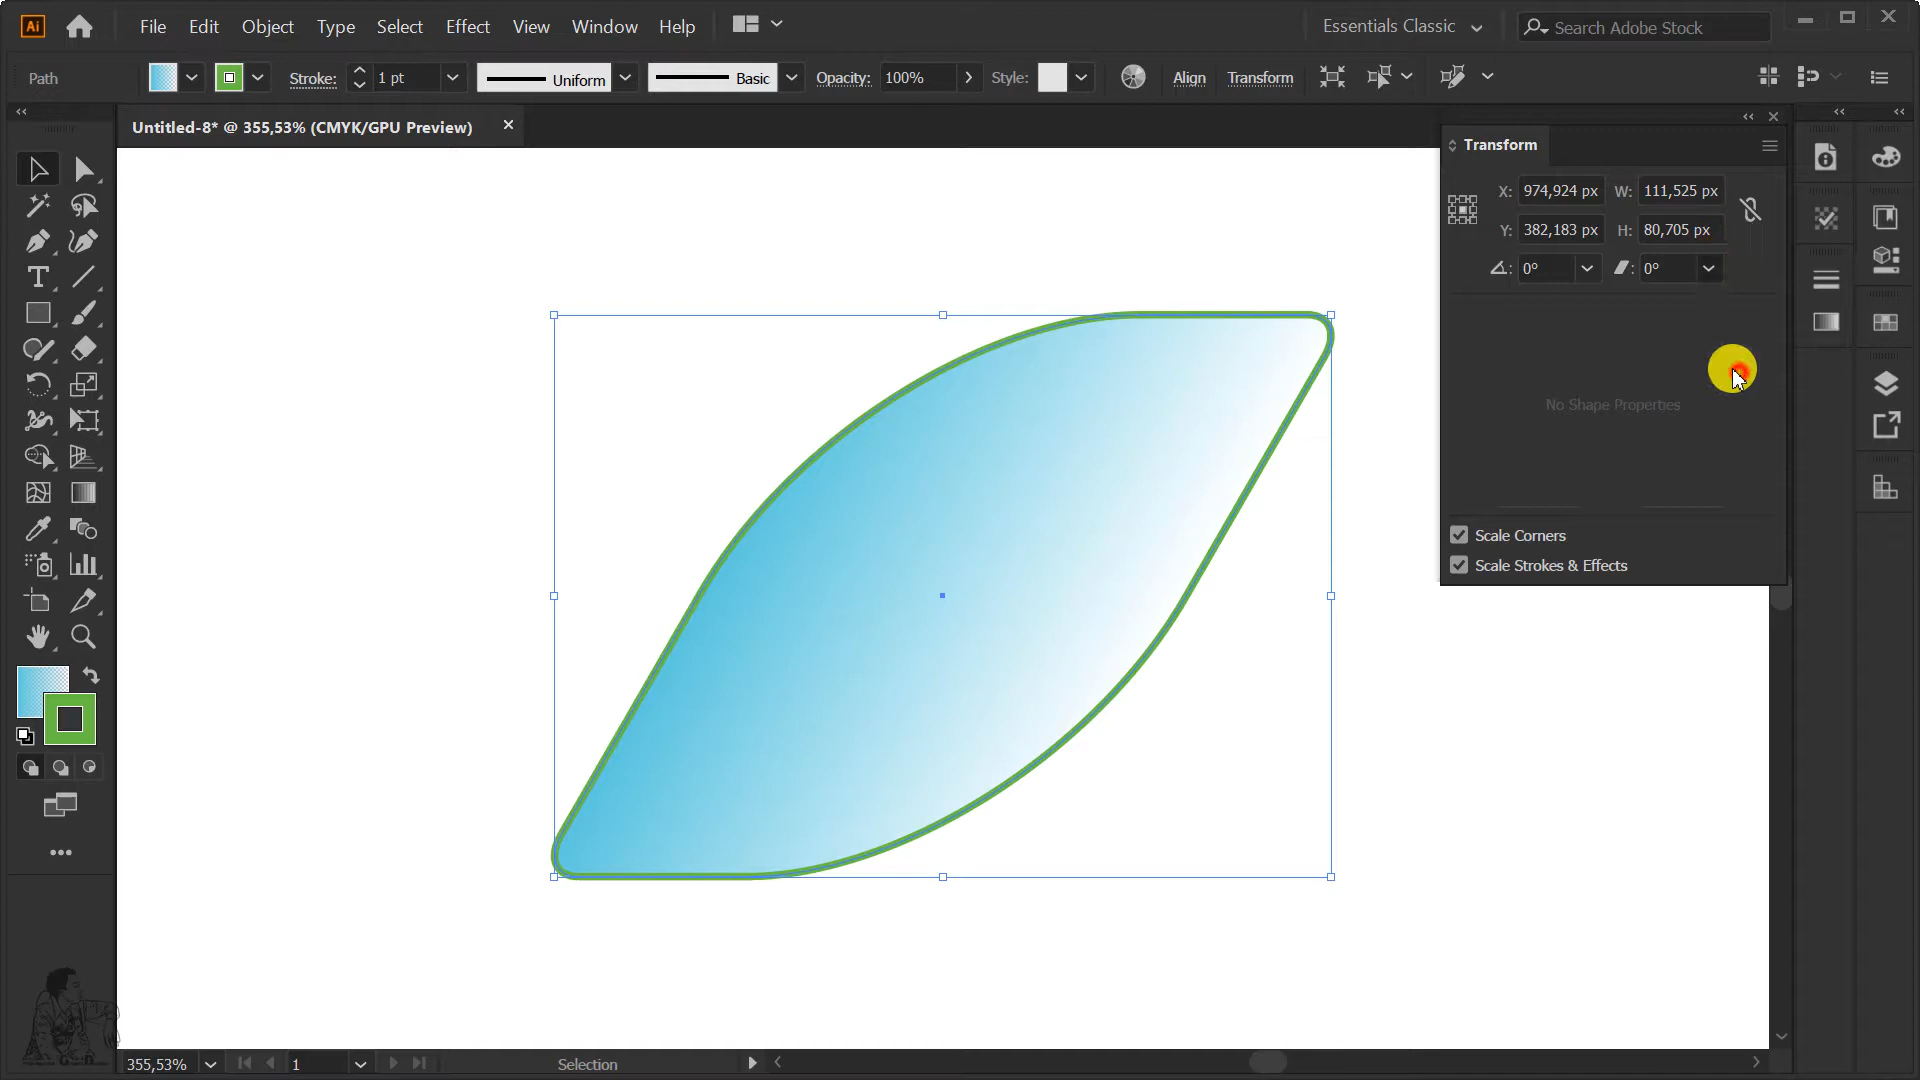 Ai File Edit Object Type Select Effect View Window Help Essentials Classic Search Adobe Stock
Path Stroke: 1 pt Uniform Basic Opacity: 100% Style: Align Transform
Untitled-8* @ 355,53% (CMYK/GPU Preview)
Transform
X: 974,924 px W: 111,525 px
Y: 382,183 px H: 80,705 px
0° 0°
No Shape Properties
Scale Corners
Scale Strokes & Effects
355,53% 1 Selection